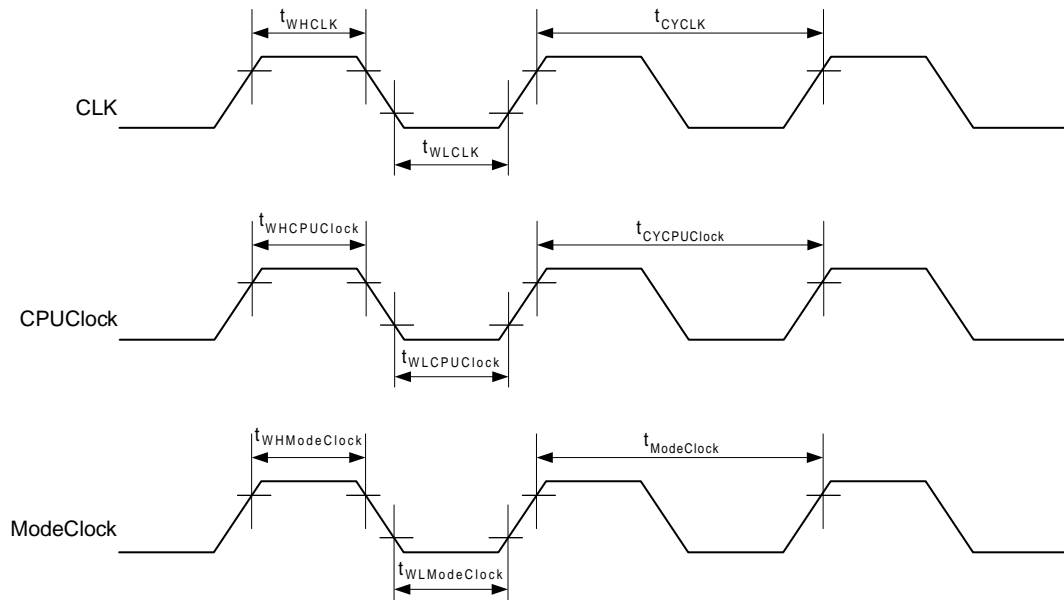 tWHCLK
tCYCLK
CLK
tWLCLK
tWHCPUClock
tCYCPUClock
CPUClock
tWLCPUClock
tWHModeClock
tModeClock
ModeClock
tWLModeClock